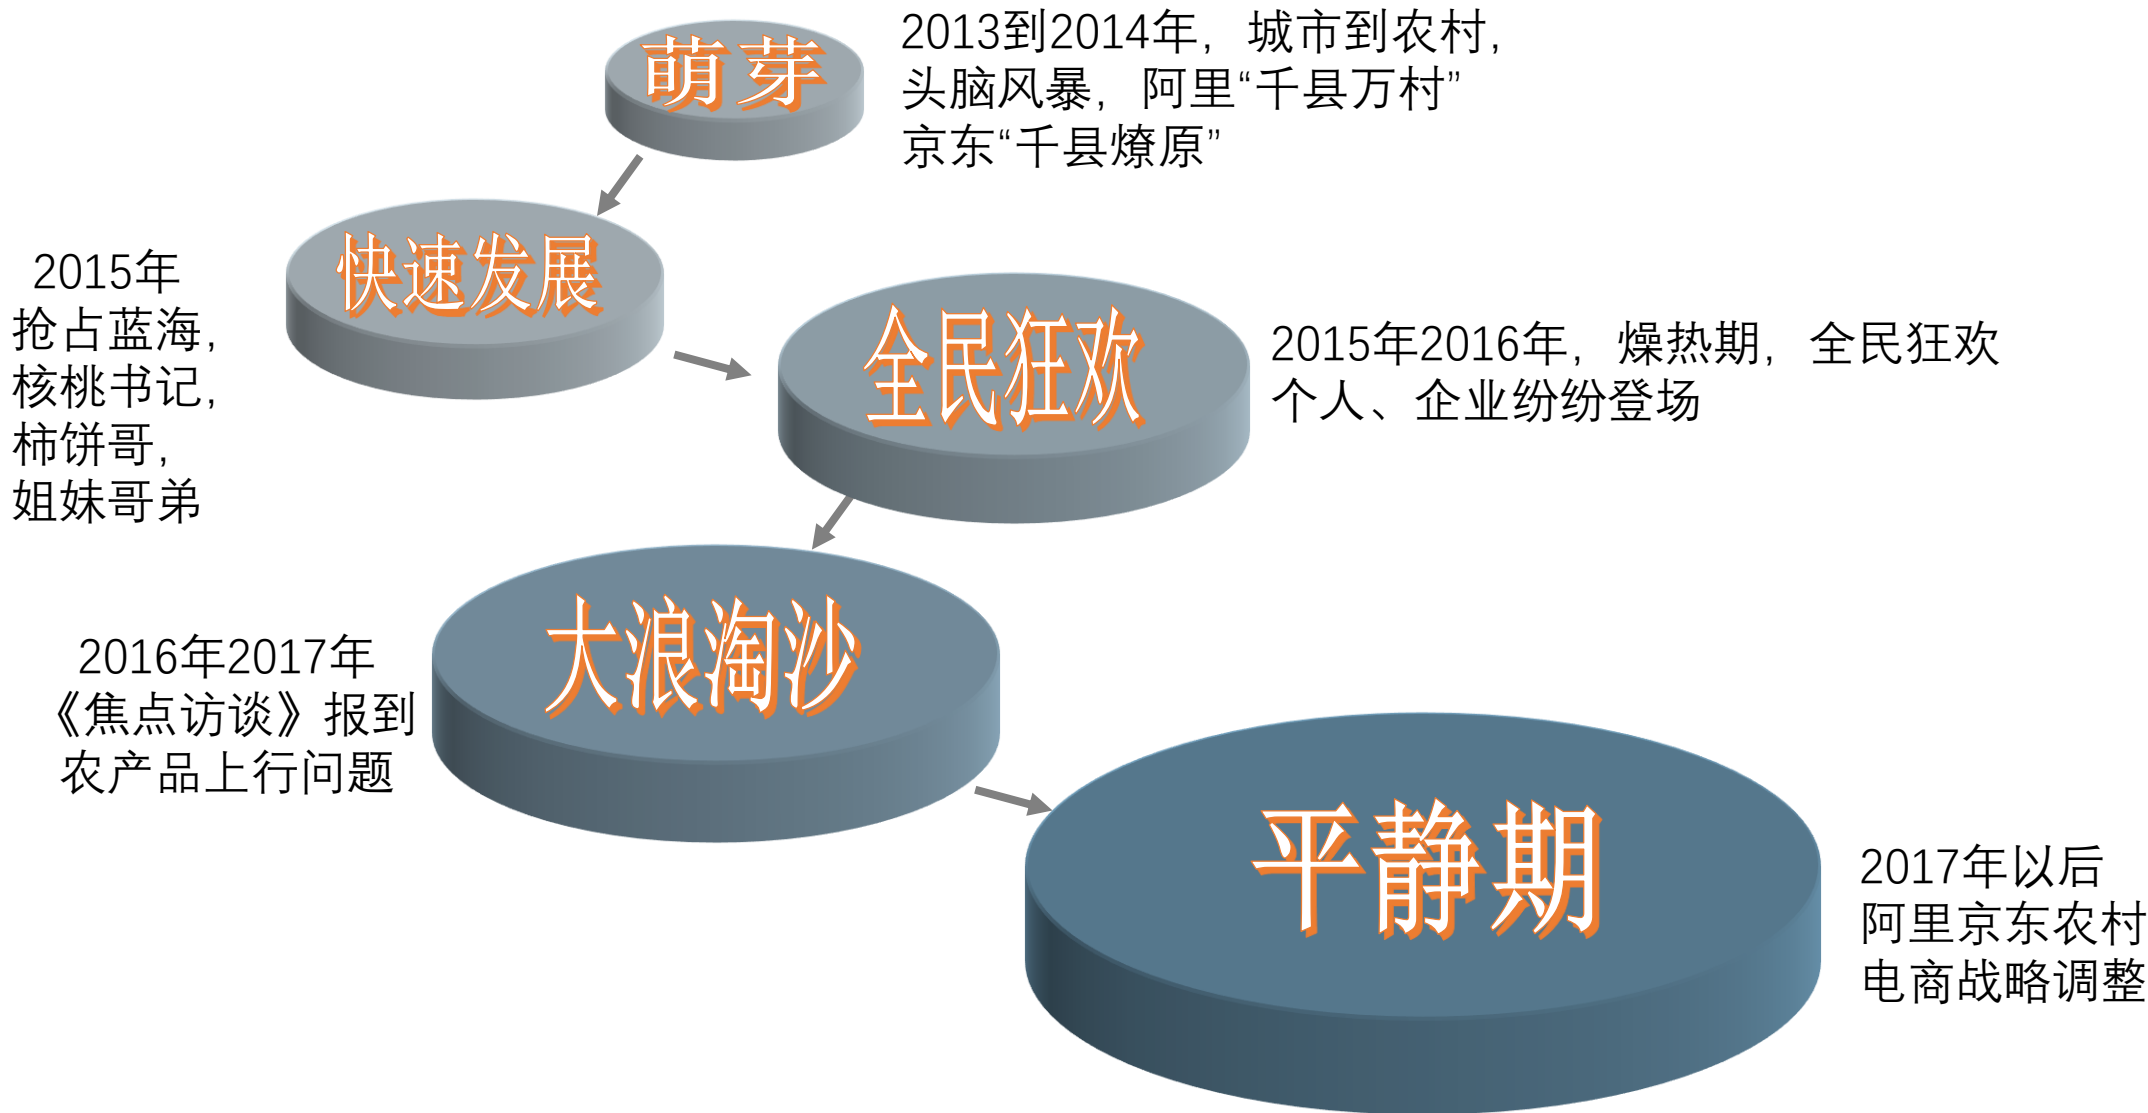 萌芽
2013到2014年，城市到农村，
头脑风暴，阿里“千县万村”
京东“千县燎原”
快速发展
2015年
抢占蓝海，
核桃书记，
柿饼哥，
姐妹哥弟
全民狂欢
2015年2016年，燥热期，全民狂欢
个人、企业纷纷登场
大浪淘沙
2016年2017年
《焦点访谈》报到
农产品上行问题
平静期
2017年以后
阿里京东农村
电商战略调整